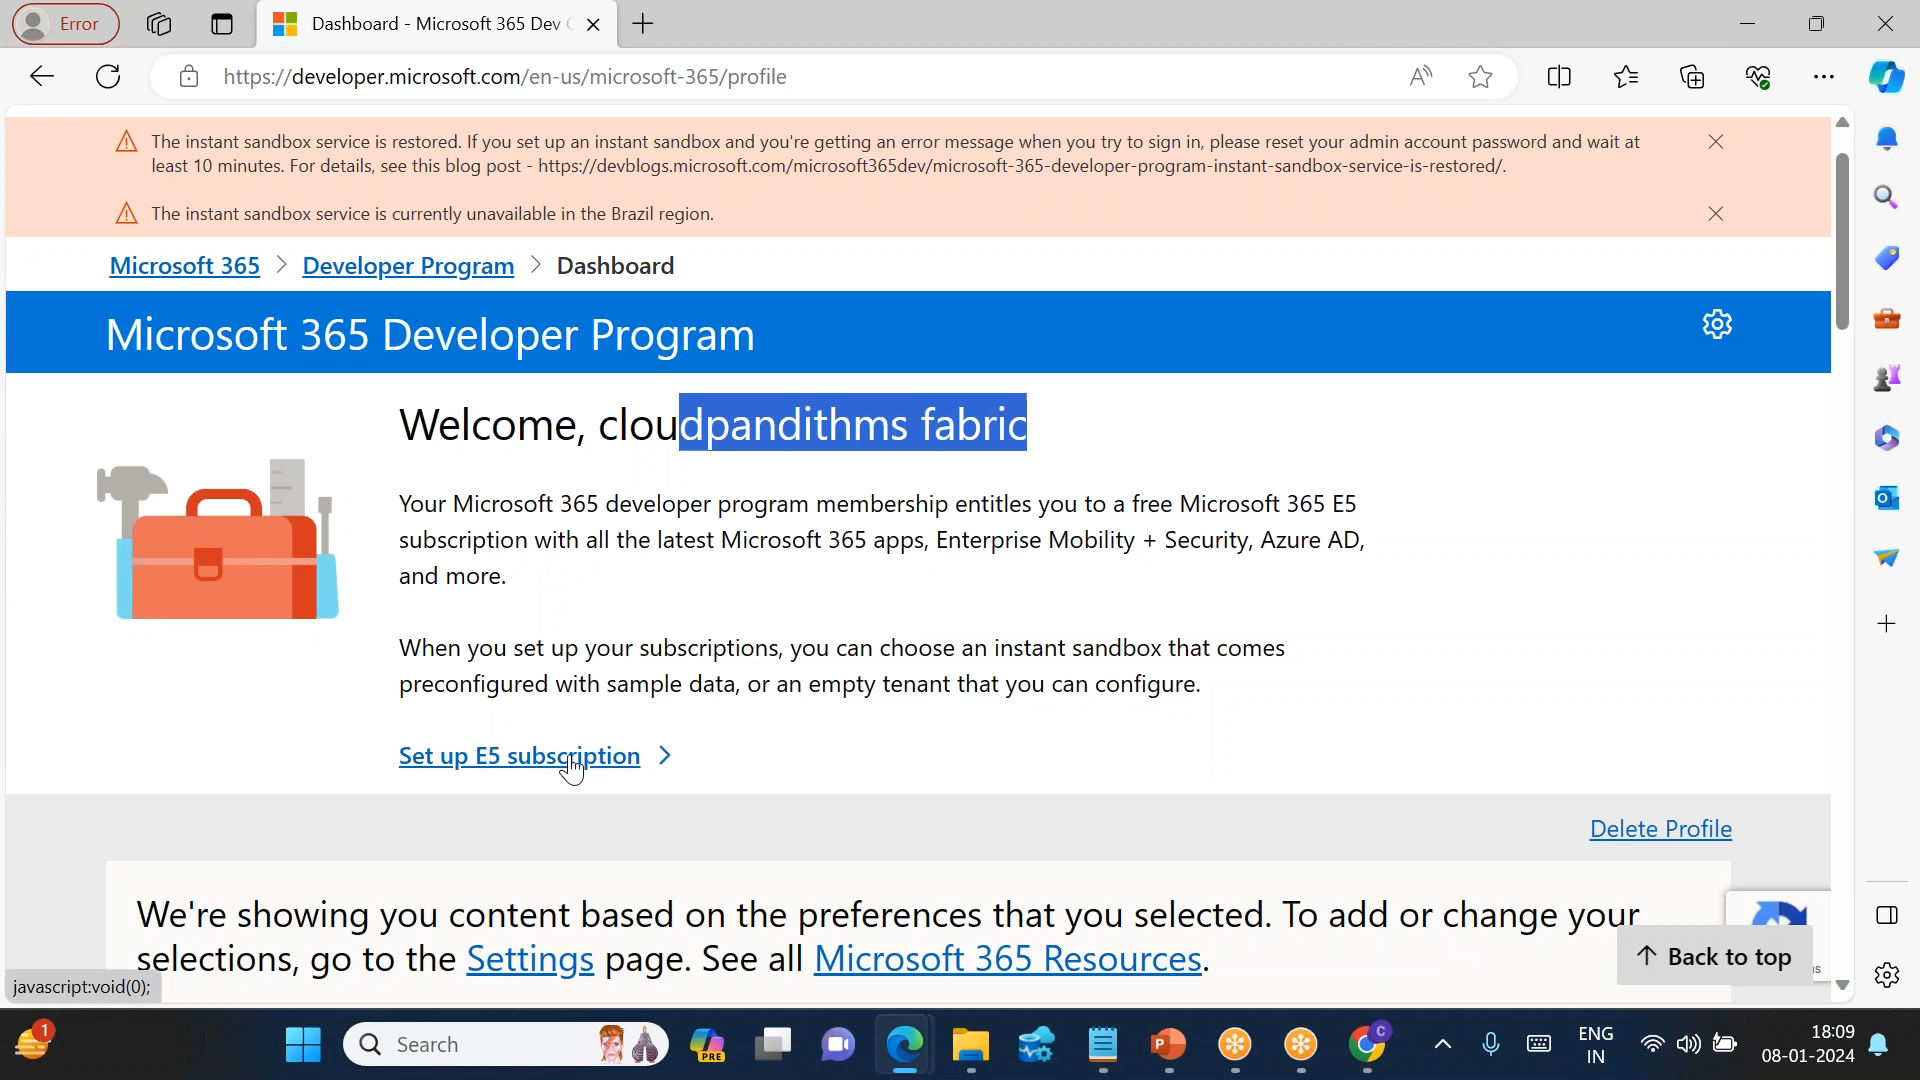 Error
Dashboard - Microsoft 365 Dev
https://developer.microsoft.com/en-us/microsoft-365/profile
The instant sandbox service is restored. If you set up an instant sandbox and you're getting an error message when you try to sign in, please reset your admin account password and wait at
least 10 minutes. For details, see this blog post - https://devblogs.microsoft.com/microsoft365dev/microsoft-365-developer-program-instant-sandbox-service-is-restored/.
The instant sandbox service is currently unavailable in the Brazil region.
Microsoft 365 > Developer Program > Dashboard
Microsoft 365 Developer Program
Welcome, cloudpandithms fabric
Your Microsoft 365 developer program membership entitles you to a free Microsoft 365 E5
subscription with all the latest Microsoft 365 apps, Enterprise Mobility + Security, Azure AD,
and more.
When you set up your subscriptions, you can choose an instant sandbox that comes
preconfigured with sample data, or an empty tenant that you can configure.
Set up E5 subscription >
Delete Profile
We're showing you content based on the preferences that you selected. To add or change your
selections, go to the Settings page. See all Microsoft 365 Resources.
Back to top
javascript:void(0);
1
Search
PRE
C
ENG
IN
18:09
08-01-2024